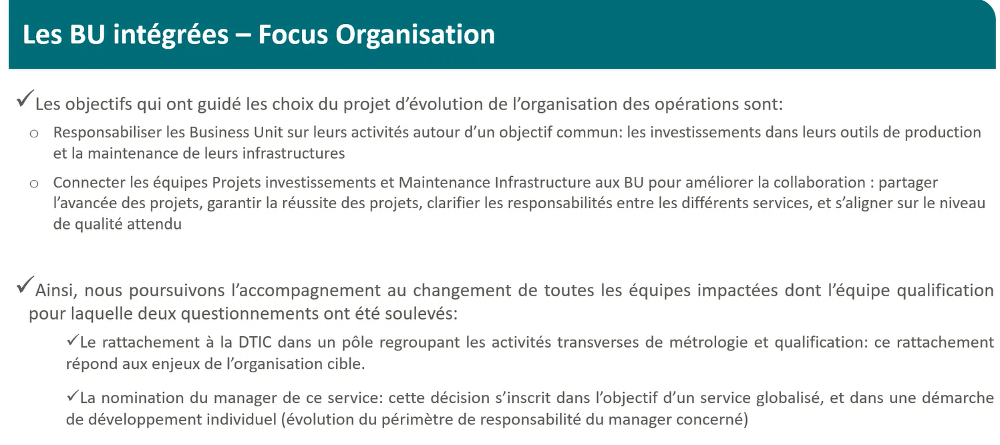 Les BU intégrées – Focus Organisation
✓Les objectifs qui ont guidé les choix du projet d’évolution de l’organisation des opérations sont:
o Responsabiliser les Business Unit sur leurs activités autour d’un objectif commun: les investissements dans leurs outils de production
et la maintenance de leurs infrastructures
o Connecter les équipes Projets investissements et Maintenance Infrastructure aux BU pour améliorer la collaboration : partager
l’avancée des projets, garantir la réussite des projets, clarifier les responsabilités entre les différents services, et s’aligner sur le niveau
de qualité attendu
✓Ainsi, nous poursuivons l’accompagnement au changement de toutes les équipes impactées dont l’équipe qualification
pour laquelle deux questionnements ont été soulevés:
✓Le rattachement à la DTIC dans un pôle regroupant les activités transverses de métrologie et qualification: ce rattachement
répond aux enjeux de l’organisation cible.
✓La nomination du manager de ce service: cette décision s’inscrit dans l’objectif d’un service globalisé, et dans une démarche
de développement individuel (évolution du périmètre de responsabilité du manager concerné)